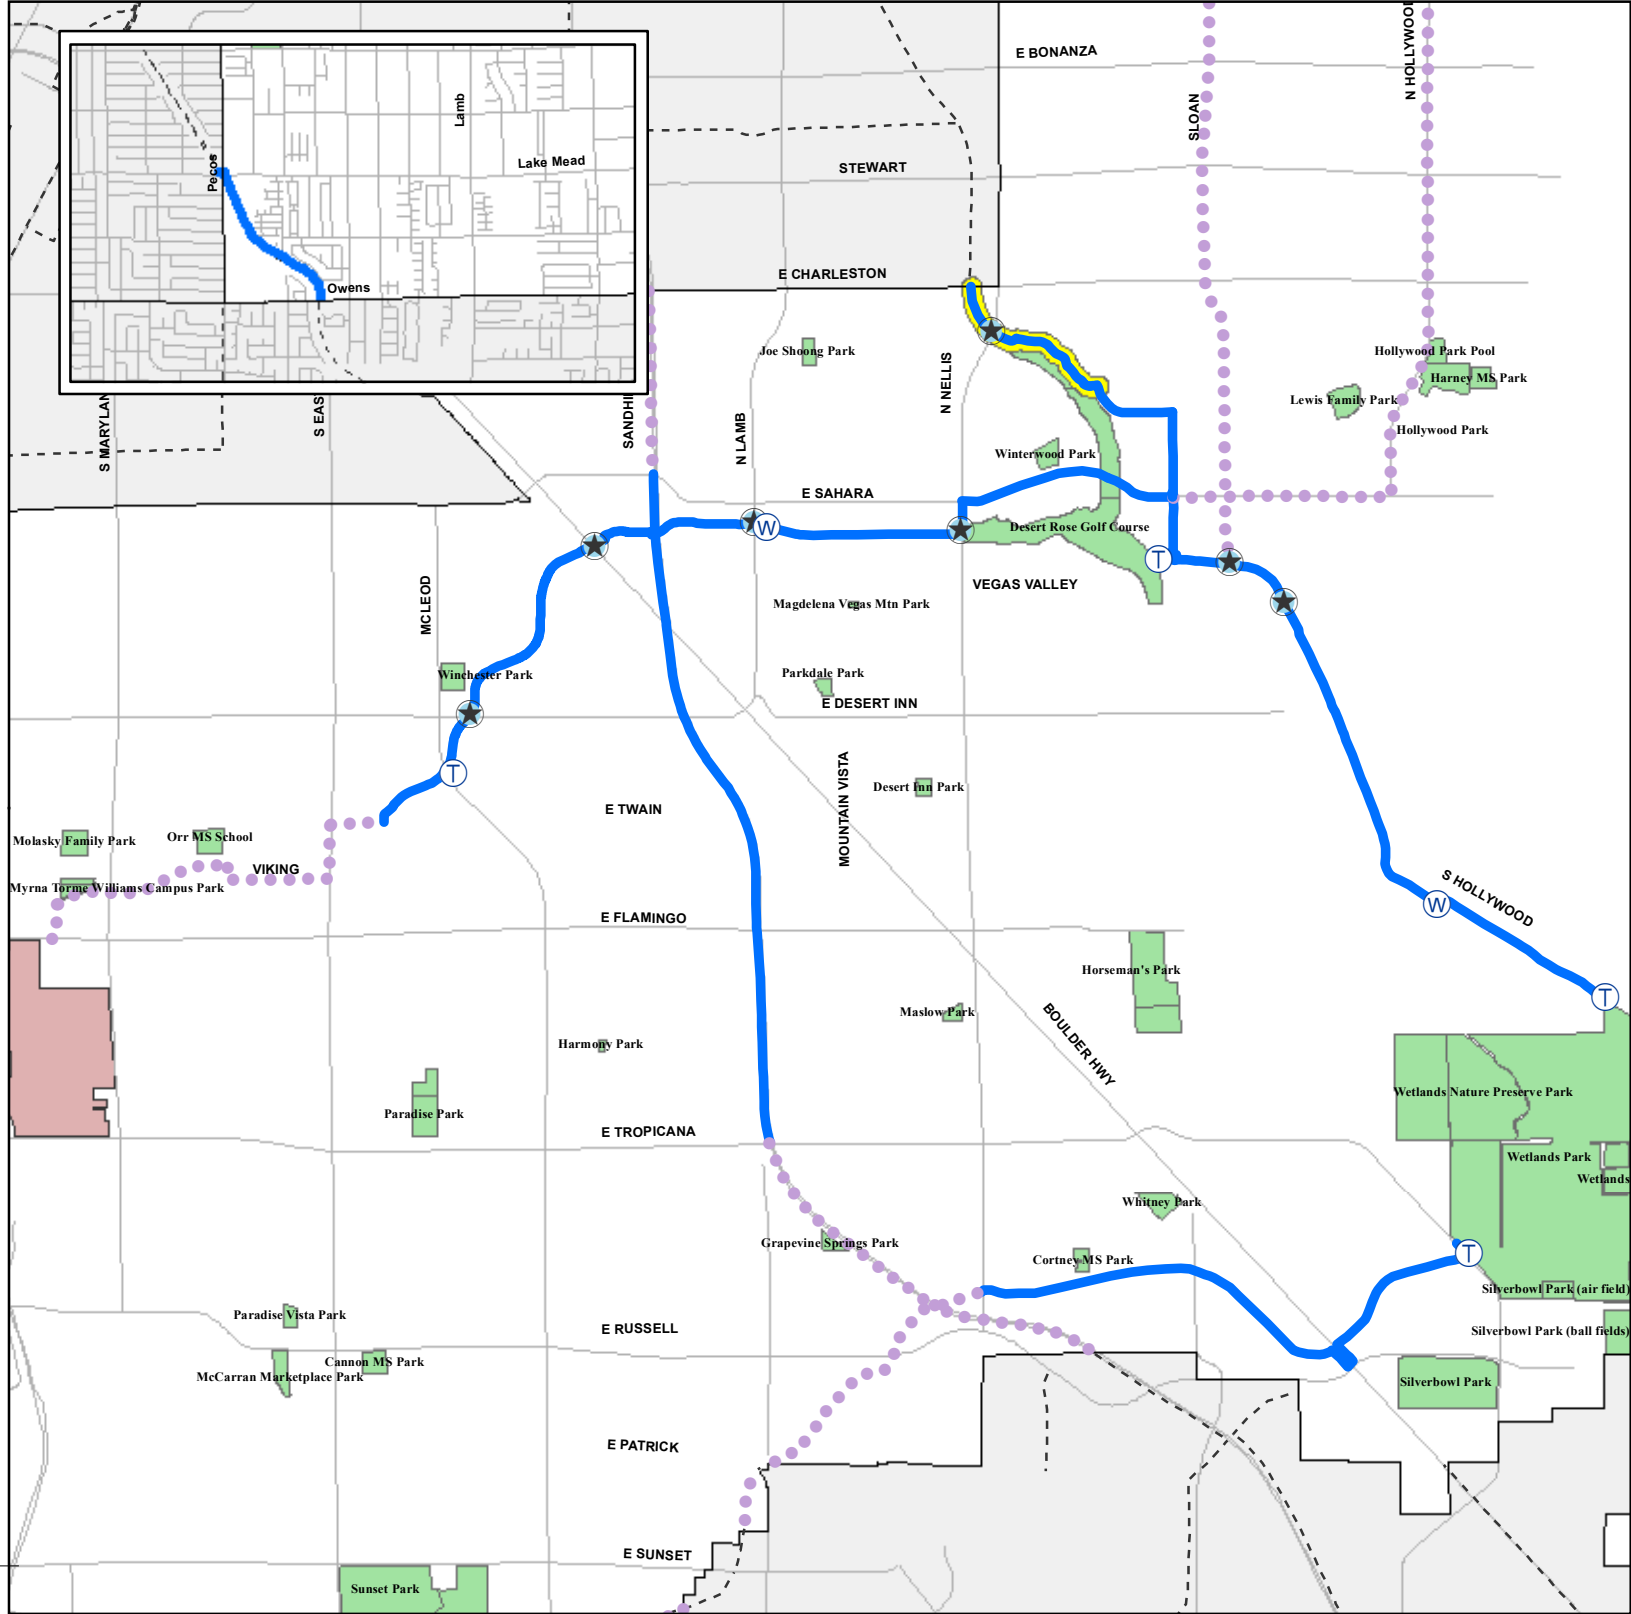 E BONANZA
N HOLLYWOOD
SLOAN
Lamb
Lake Mead
Pecos
Owens
STEWART
E CHARLESTON
Joe Shoong Park
N NELLIS
Hollywood Park Pool
Harney MS Park
Lewis Family Park
Hollywood Park
S MARYLAN
S EAS
SANDHI
N LAMB
Winterwood Park
E SAHARA
Desert Rose Golf Course
W
T
VEGAS VALLEY
MCLEOD
Magdelena Vegas Mtn Park
Winchester Park
Parkdale Park
E DESERT INN
T
MOUNTAIN VISTA
Desert Inn Park
E TWAIN
Molasky Family Park
Orr MS School
VIKING
Myrna Torme Williams Campus Park
S HOLLYWOOD
W
E FLAMINGO
Horseman's Park
T
Maslow Park
BOULDER HWY
Harmony Park
Wetlands Nature Preserve Park
Paradise Park
E TROPICANA
Wetlands Park
Wetlands
Whitney Park
Grapevine Springs Park
Cortney MS Park
T
Silverbowl Park (air field)
Paradise Vista Park
E RUSSELL
Silverbowl Park (ball fields)
Cannon MS Park
McCarran Marketplace Park
Silverbowl Park
E PATRICK
E SUNSET
Sunset Park